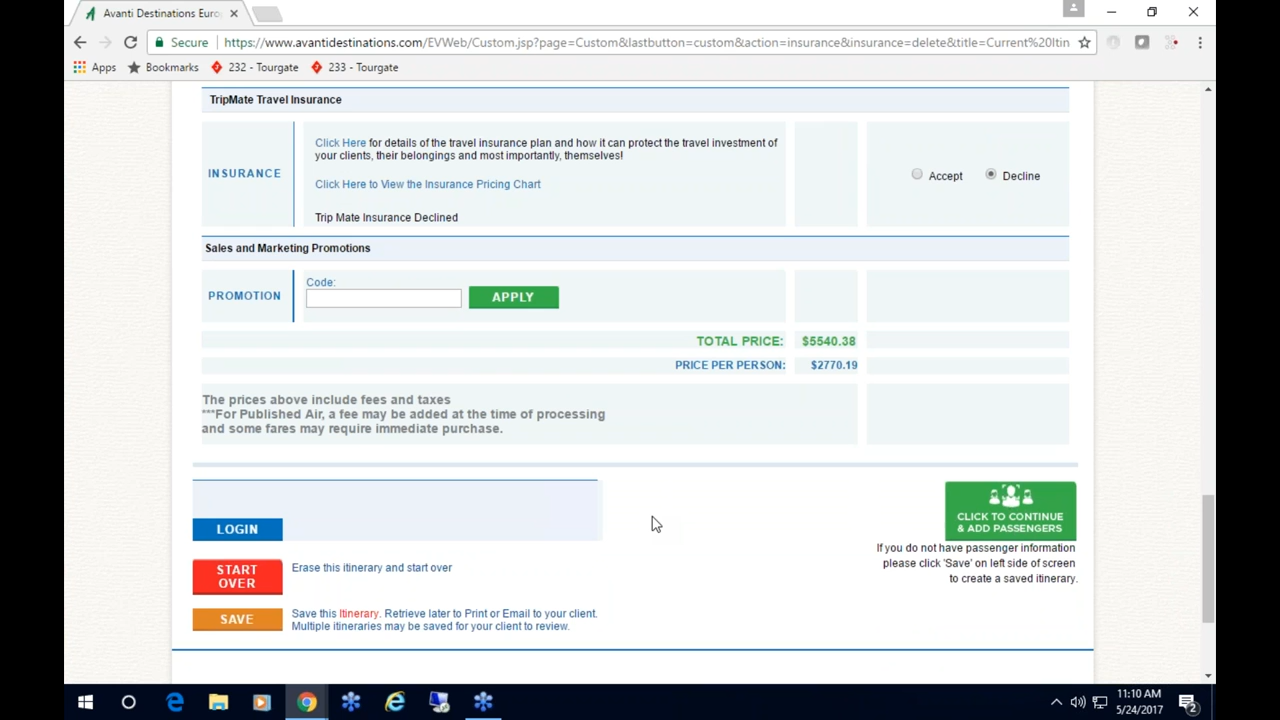 Avanti Destinations Euro
Secure
https://www.avantidestinations.com/EVWeb/Custom.jsp?page=Custom&lastbutton=custom&action=insurance&insurance=delete&title=Current%20Itin
Apps
Bookmarks
232 - Tourgate
233 - Tourgate
TripMate Travel Insurance
INSURANCE
Click Here for details of the travel insurance plan and how it can protect the travel investment of
your clients, their belongings and most importantly, themselves!
Click Here to View the Insurance Pricing Chart
Trip Mate Insurance Declined
Accept
Decline
Sales and Marketing Promotions
PROMOTION
Code:
APPLY
TOTAL PRICE: $5540.38
PRICE PER PERSON: $2770.19
The prices above include fees and taxes
***For Published Air, a fee may be added at the time of processing
and some fares may require immediate purchase.
LOGIN
CLICK TO CONTINUE
& ADD PASSENGERS
If you do not have passenger information
please click 'Save' on left side of screen
to create a saved itinerary.
START
OVER
Erase this itinerary and start over
SAVE
Save this Itinerary. Retrieve later to Print or Email to your client.
Multiple itineraries may be saved for your client to review.
11:10 AM
5/24/2017
2